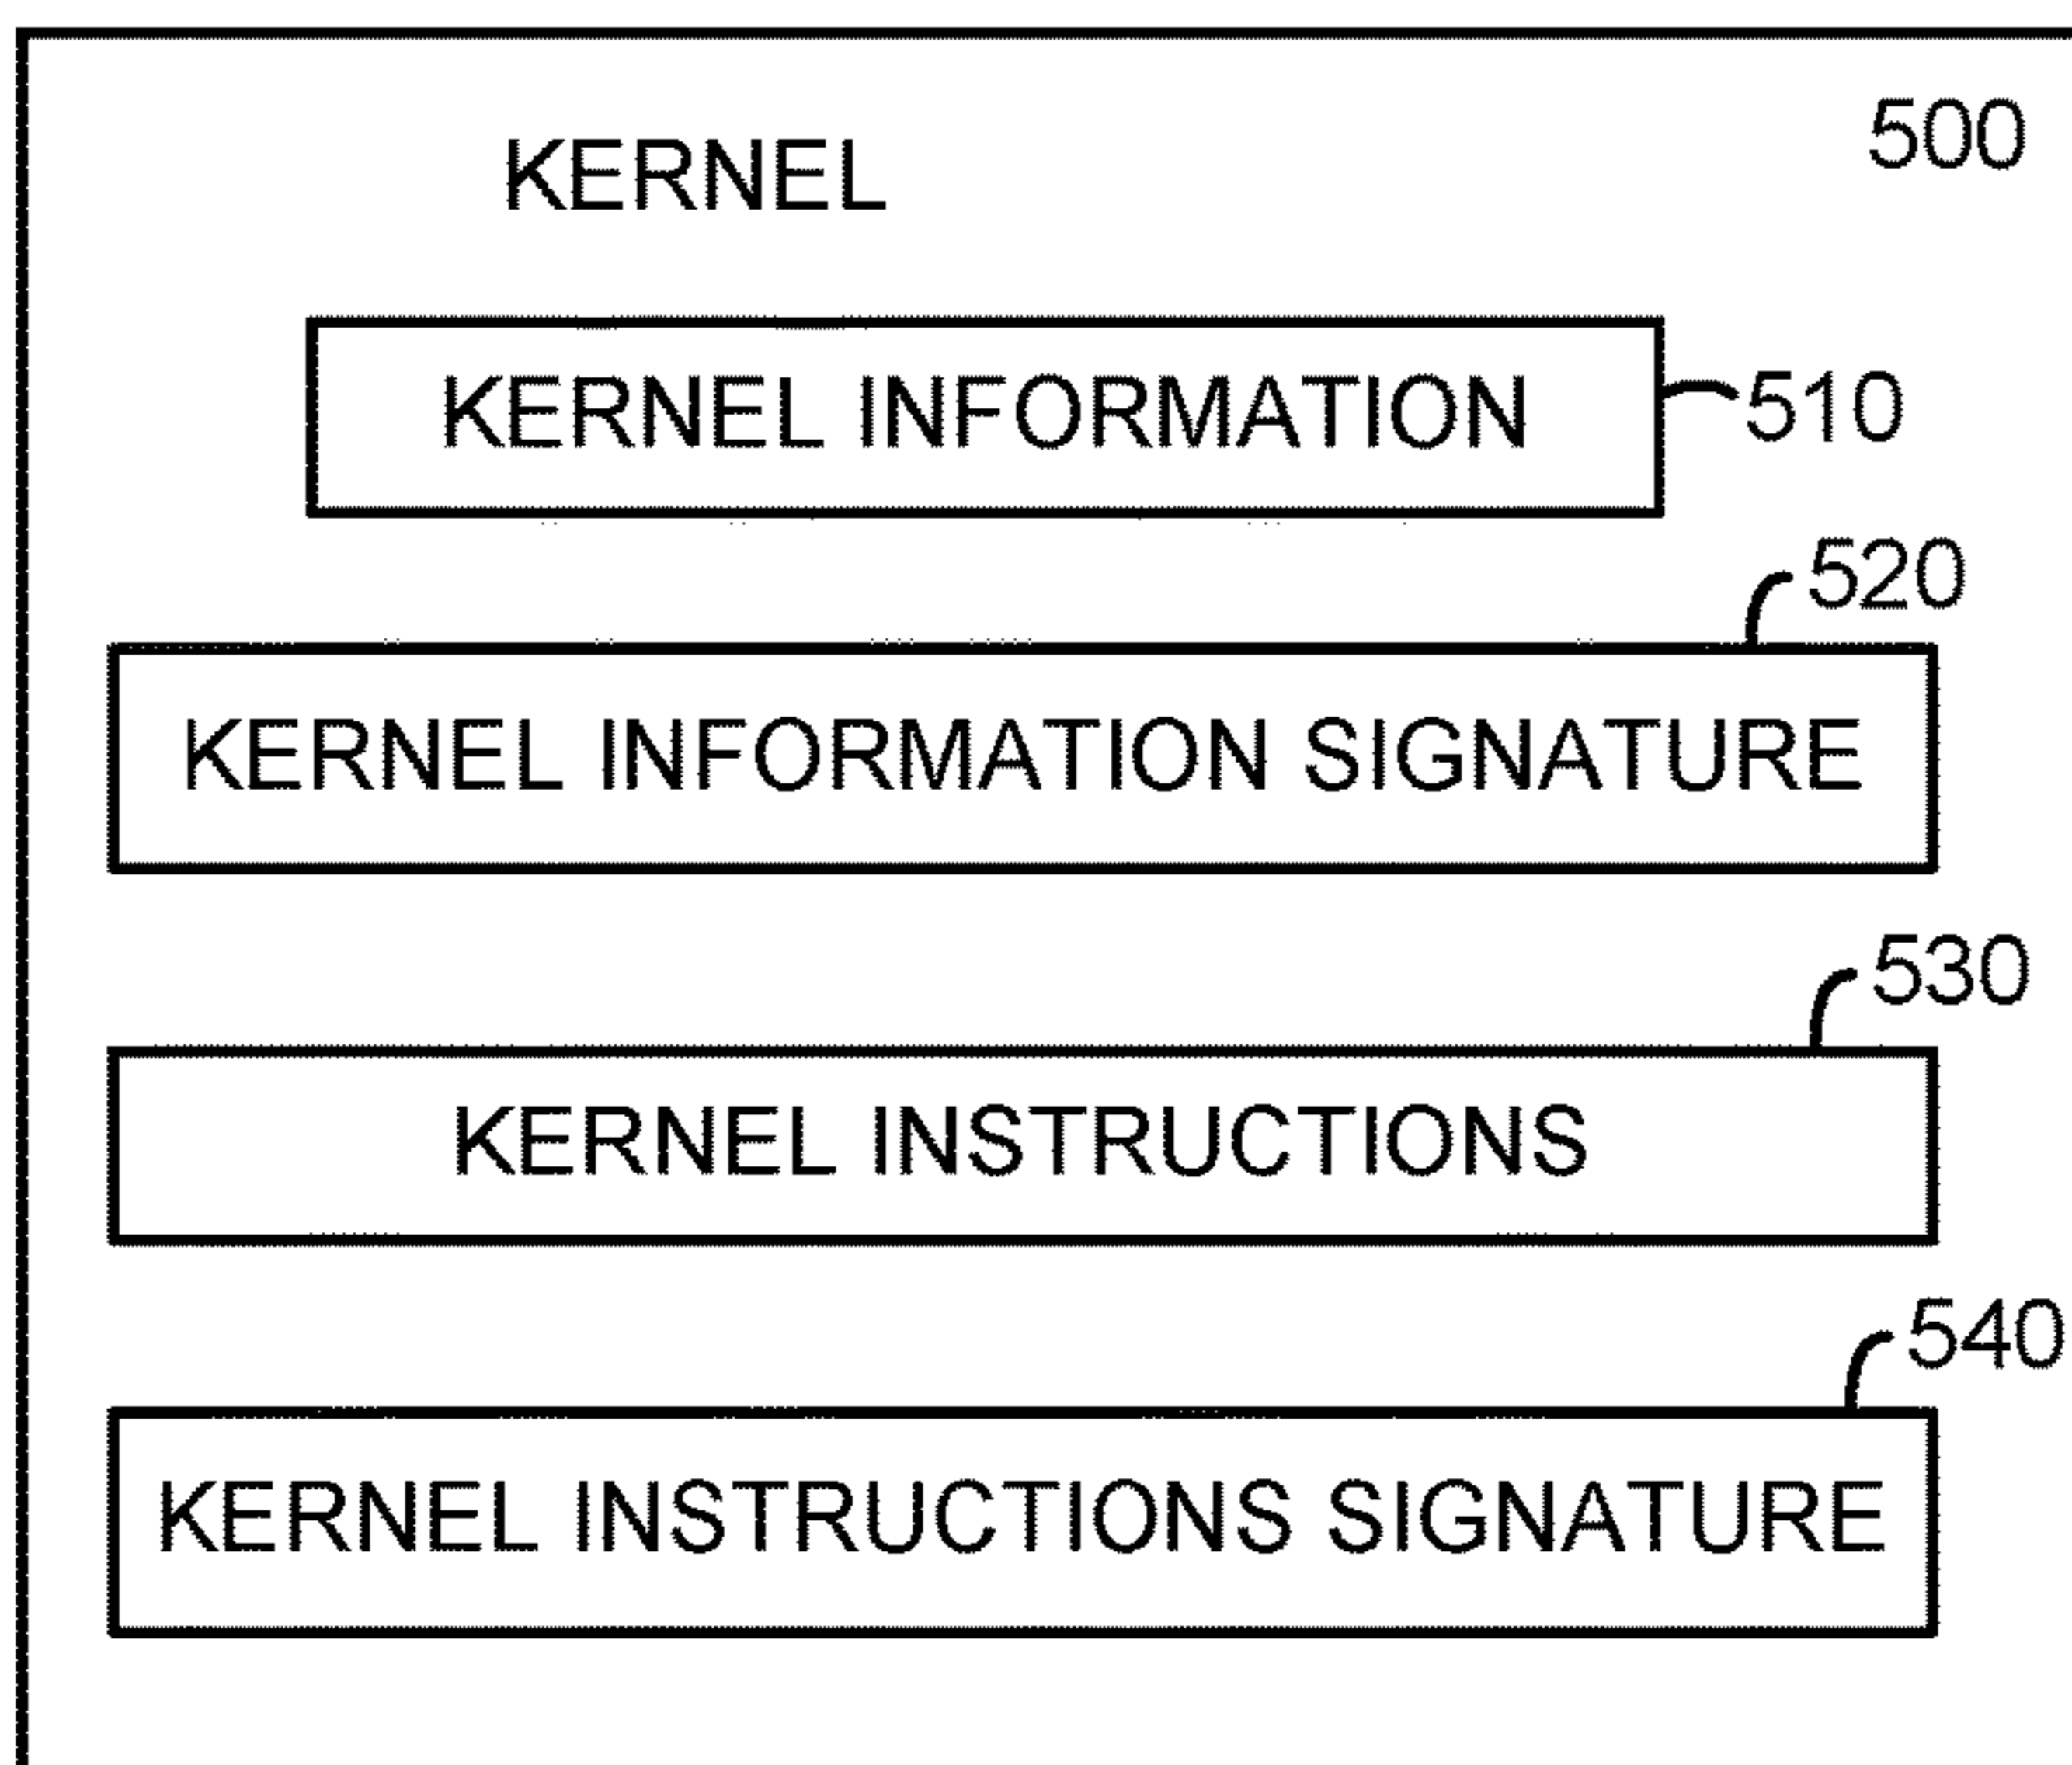 500
KERNEL
KERNEL INFORMATION
510
520
KERNEL INFORMATION SIGNATURE
530
KERNEL INSTRUCTIONS
540
KERNEL INSTRUCTIONS SIGNATURE